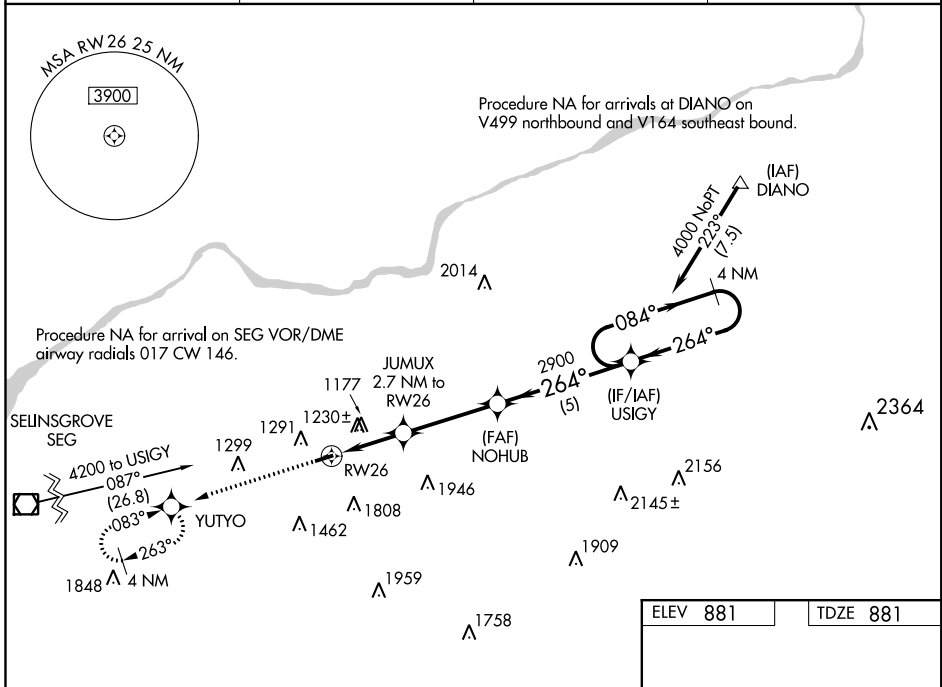 MSA RW26 25 NM
3900
Procedure NA for arrivals at DIANO on
V499 northbound and V164 southeast bound.
(IAF)
DIANO
4000 NoPT
223°
(7.5)
4 NM
2014
084°
264°
Procedure NA for arrival on SEG VOR/DME
airway radials 017 CW 146.
JUMUX
2.7 NM to
RW26
2900
264°
(5)
(IF/IAF)
USIGY
1177
1230±
1291
1299
(FAF)
NOHUB
2364
SELINSGROVE
SEG
4200 to USIGY
087°
(26.8)
RW26
083°
263°
YUTYO
4 NM
1848
1946
1808
1462
2156
2145±
1909
1959
1758
ELEV 881
TDZE 881